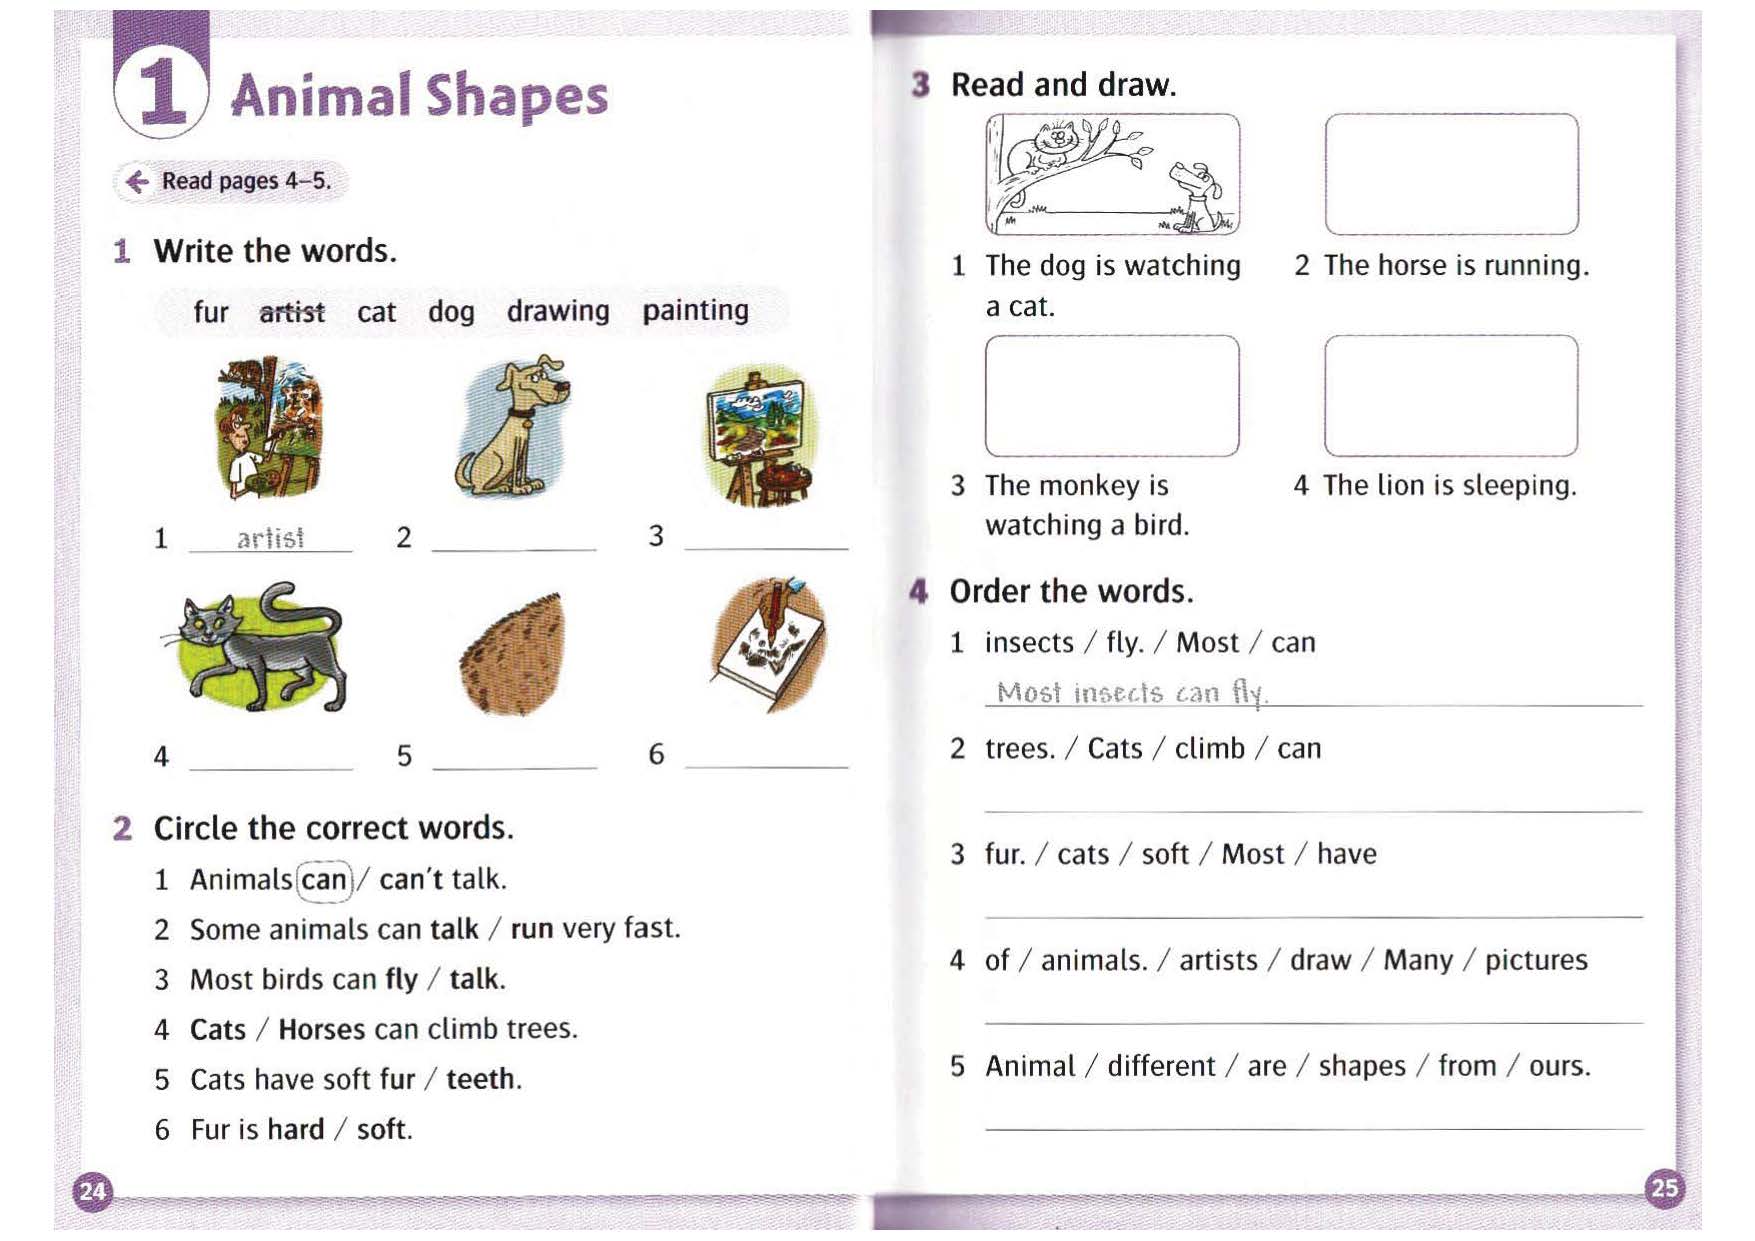 1 Animal Shapes
Read pages 4–5.
1 Write the words.
fur artist cat dog drawing painting
1 artist 2 3
4 5 6
2 Circle the correct words.
1 Animals can / can't talk.
2 Some animals can talk / run very fast.
3 Most birds can fly / talk.
4 Cats / Horses can climb trees.
5 Cats have soft fur / teeth.
6 Fur is hard / soft.
24
3 Read and draw.
1 The dog is watching
a cat.
2 The horse is running.
3 The monkey is
watching a bird.
4 The lion is sleeping.
4 Order the words.
1 insects / fly. / Most / can
Most insects can fly.
2 trees. / Cats / climb / can
3 fur. / cats / soft / Most / have
4 of / animals. / artists / draw / Many / pictures
5 Animal / different / are / shapes / from / ours.
25